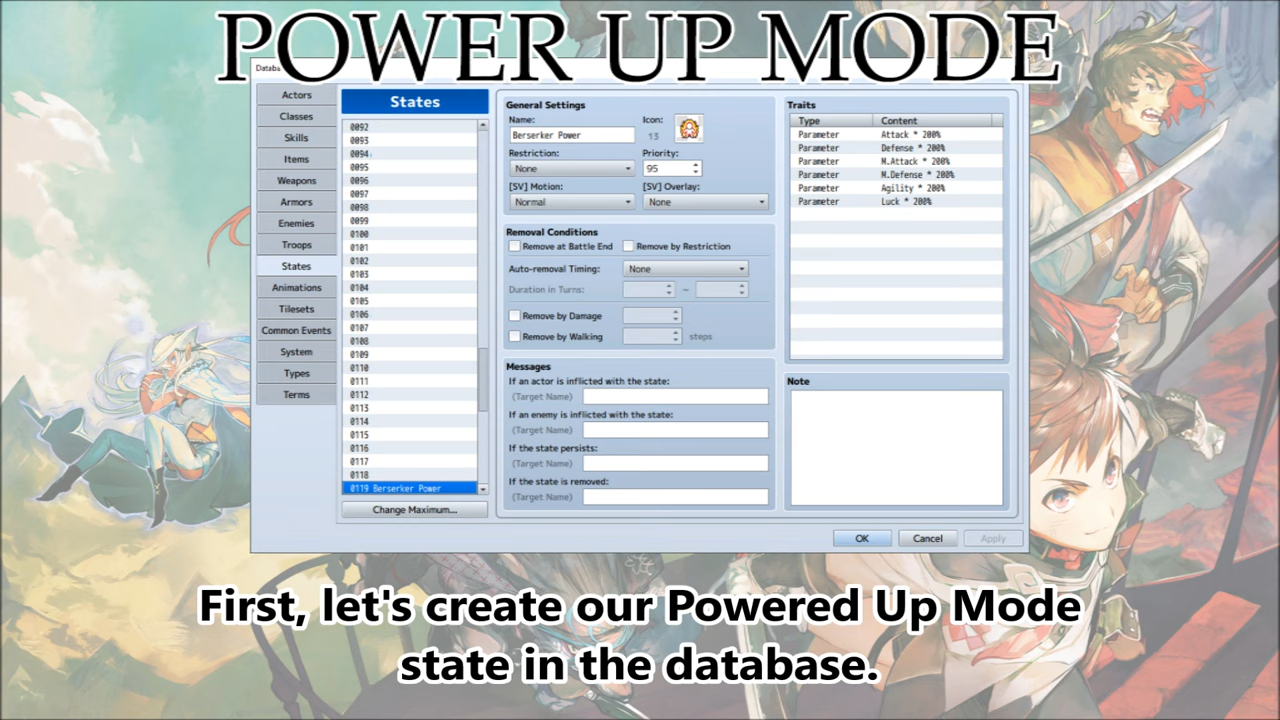 POWER UP MODE
Databa
Actors
Classes
Skills
Items
Weapons
Armors
Enemies
Troops
States
Animations
Tilesets
Common Events
System
Types
Terms
States
0092
0093
0094
0095
0096
0097
0098
0099
0100
0101
0102
0103
0104
0105
0106
0107
0108
0109
0110
0111
0112
0113
0114
0115
0116
0117
0118
0119 Berserker Power
Change Maximum...
General Settings
Name: Icon:
Berserker Power 13
Restriction: Priority:
None 95
[SV] Motion: [SV] Overlay:
Normal None
Removal Conditions
Remove at Battle End Remove by Restriction
Auto-removal Timing: None
Duration in Turns: ~
Remove by Damage
Remove by Walking steps
Messages
If an actor is inflicted with the state:
(Target Name)
If an enemy is inflicted with the state:
(Target Name)
If the state persists:
(Target Name)
If the state is removed:
(Target Name)
Traits
Type Content
Parameter Attack * 200%
Parameter Defense * 200%
Parameter M.Attack * 200%
Parameter M.Defense * 200%
Parameter Agility * 200%
Parameter Luck * 200%
Note
OK Cancel Apply
First, let's create our Powered Up Mode
state in the database.